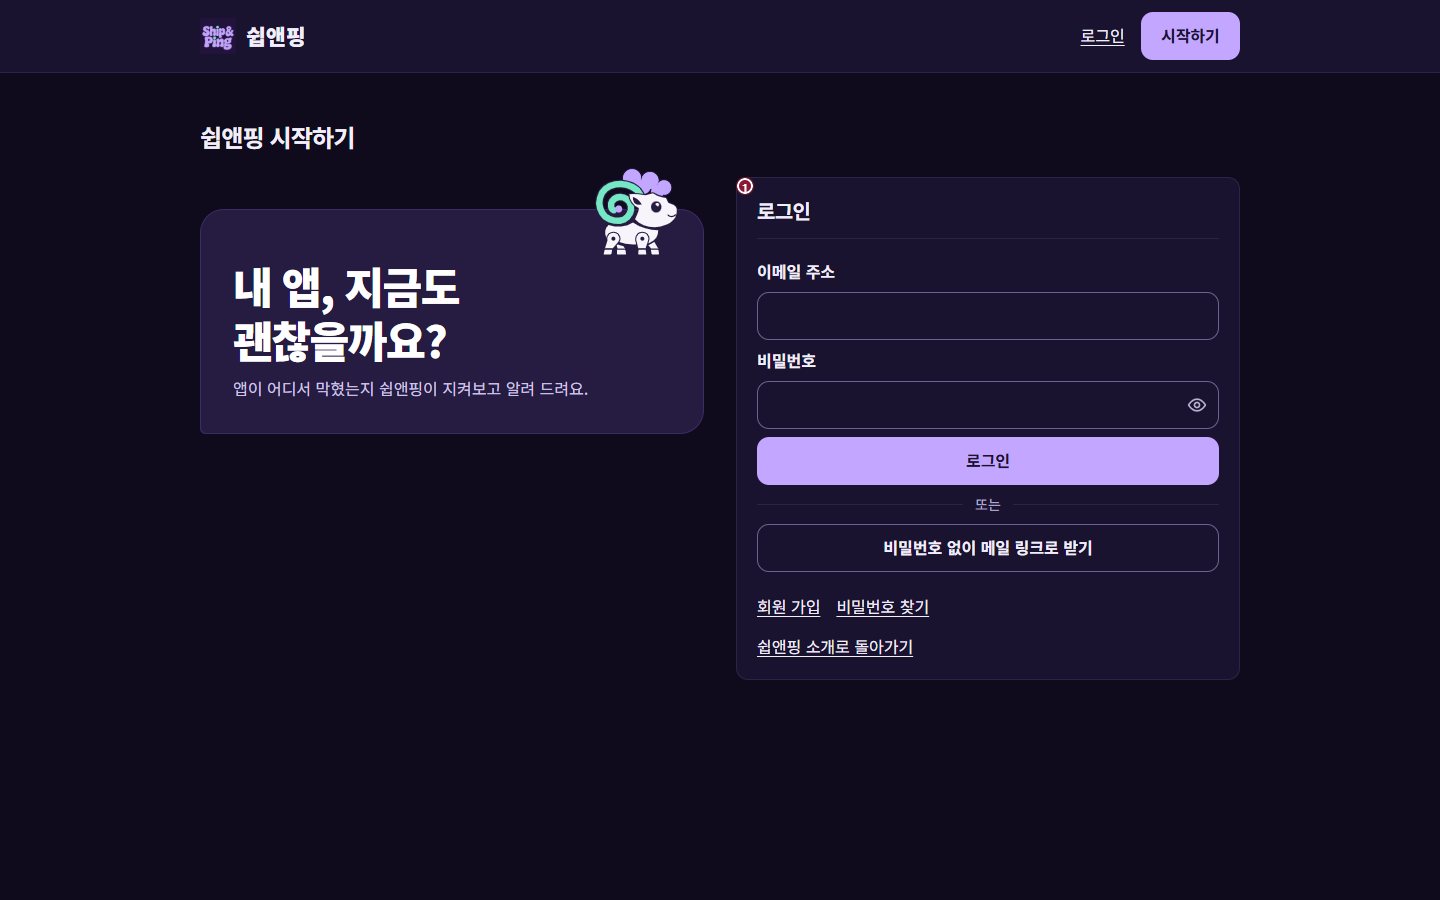 Ship&
Ping
쉽앤핑
로그인
시작하기
쉽앤핑 시작하기
내 앱, 지금도
괜찮을까요?
앱이 어디서 막혔는지 쉽앤핑이 지켜보고 알려 드려요.
1
로그인
이메일 주소
비밀번호
로그인
또는
비밀번호 없이 메일 링크로 받기
회원 가입 비밀번호 찾기
쉽앤핑 소개로 돌아가기